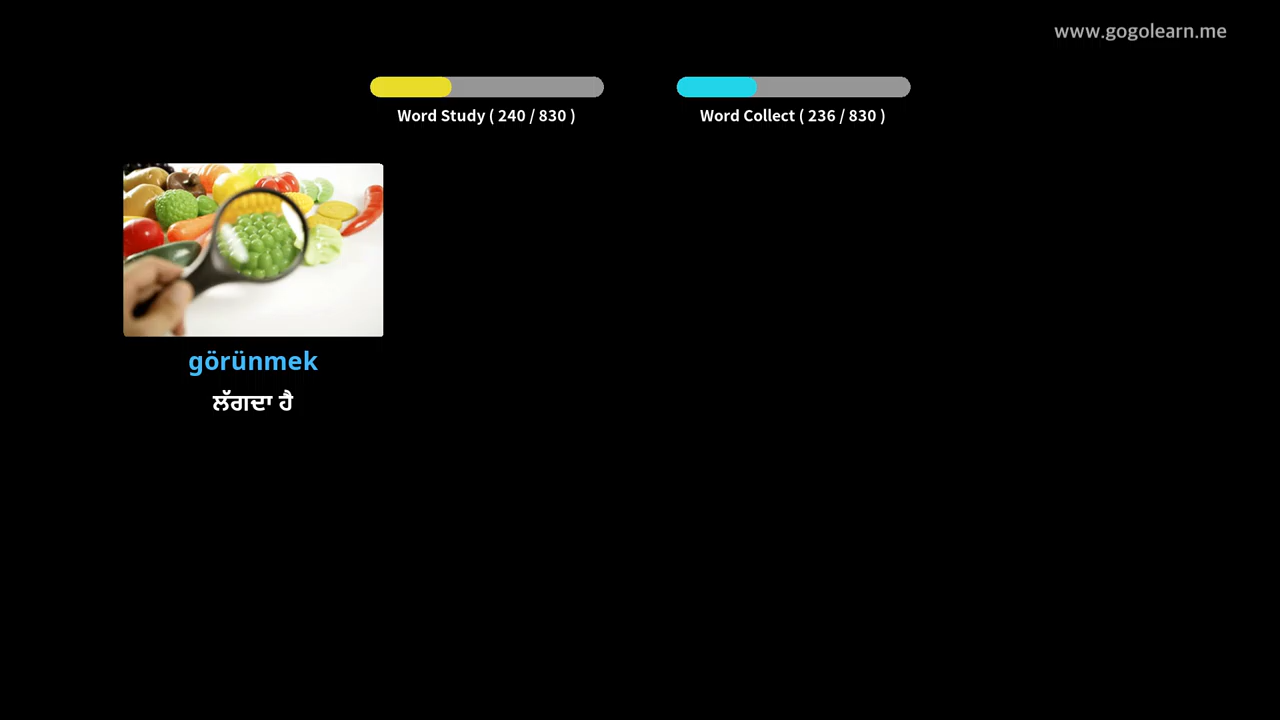 www.gogolearn.me
Word Study ( 240 / 830 )
Word Collect ( 236 / 830 )
görünmek
ਲੱਗਦਾ ਹੈ